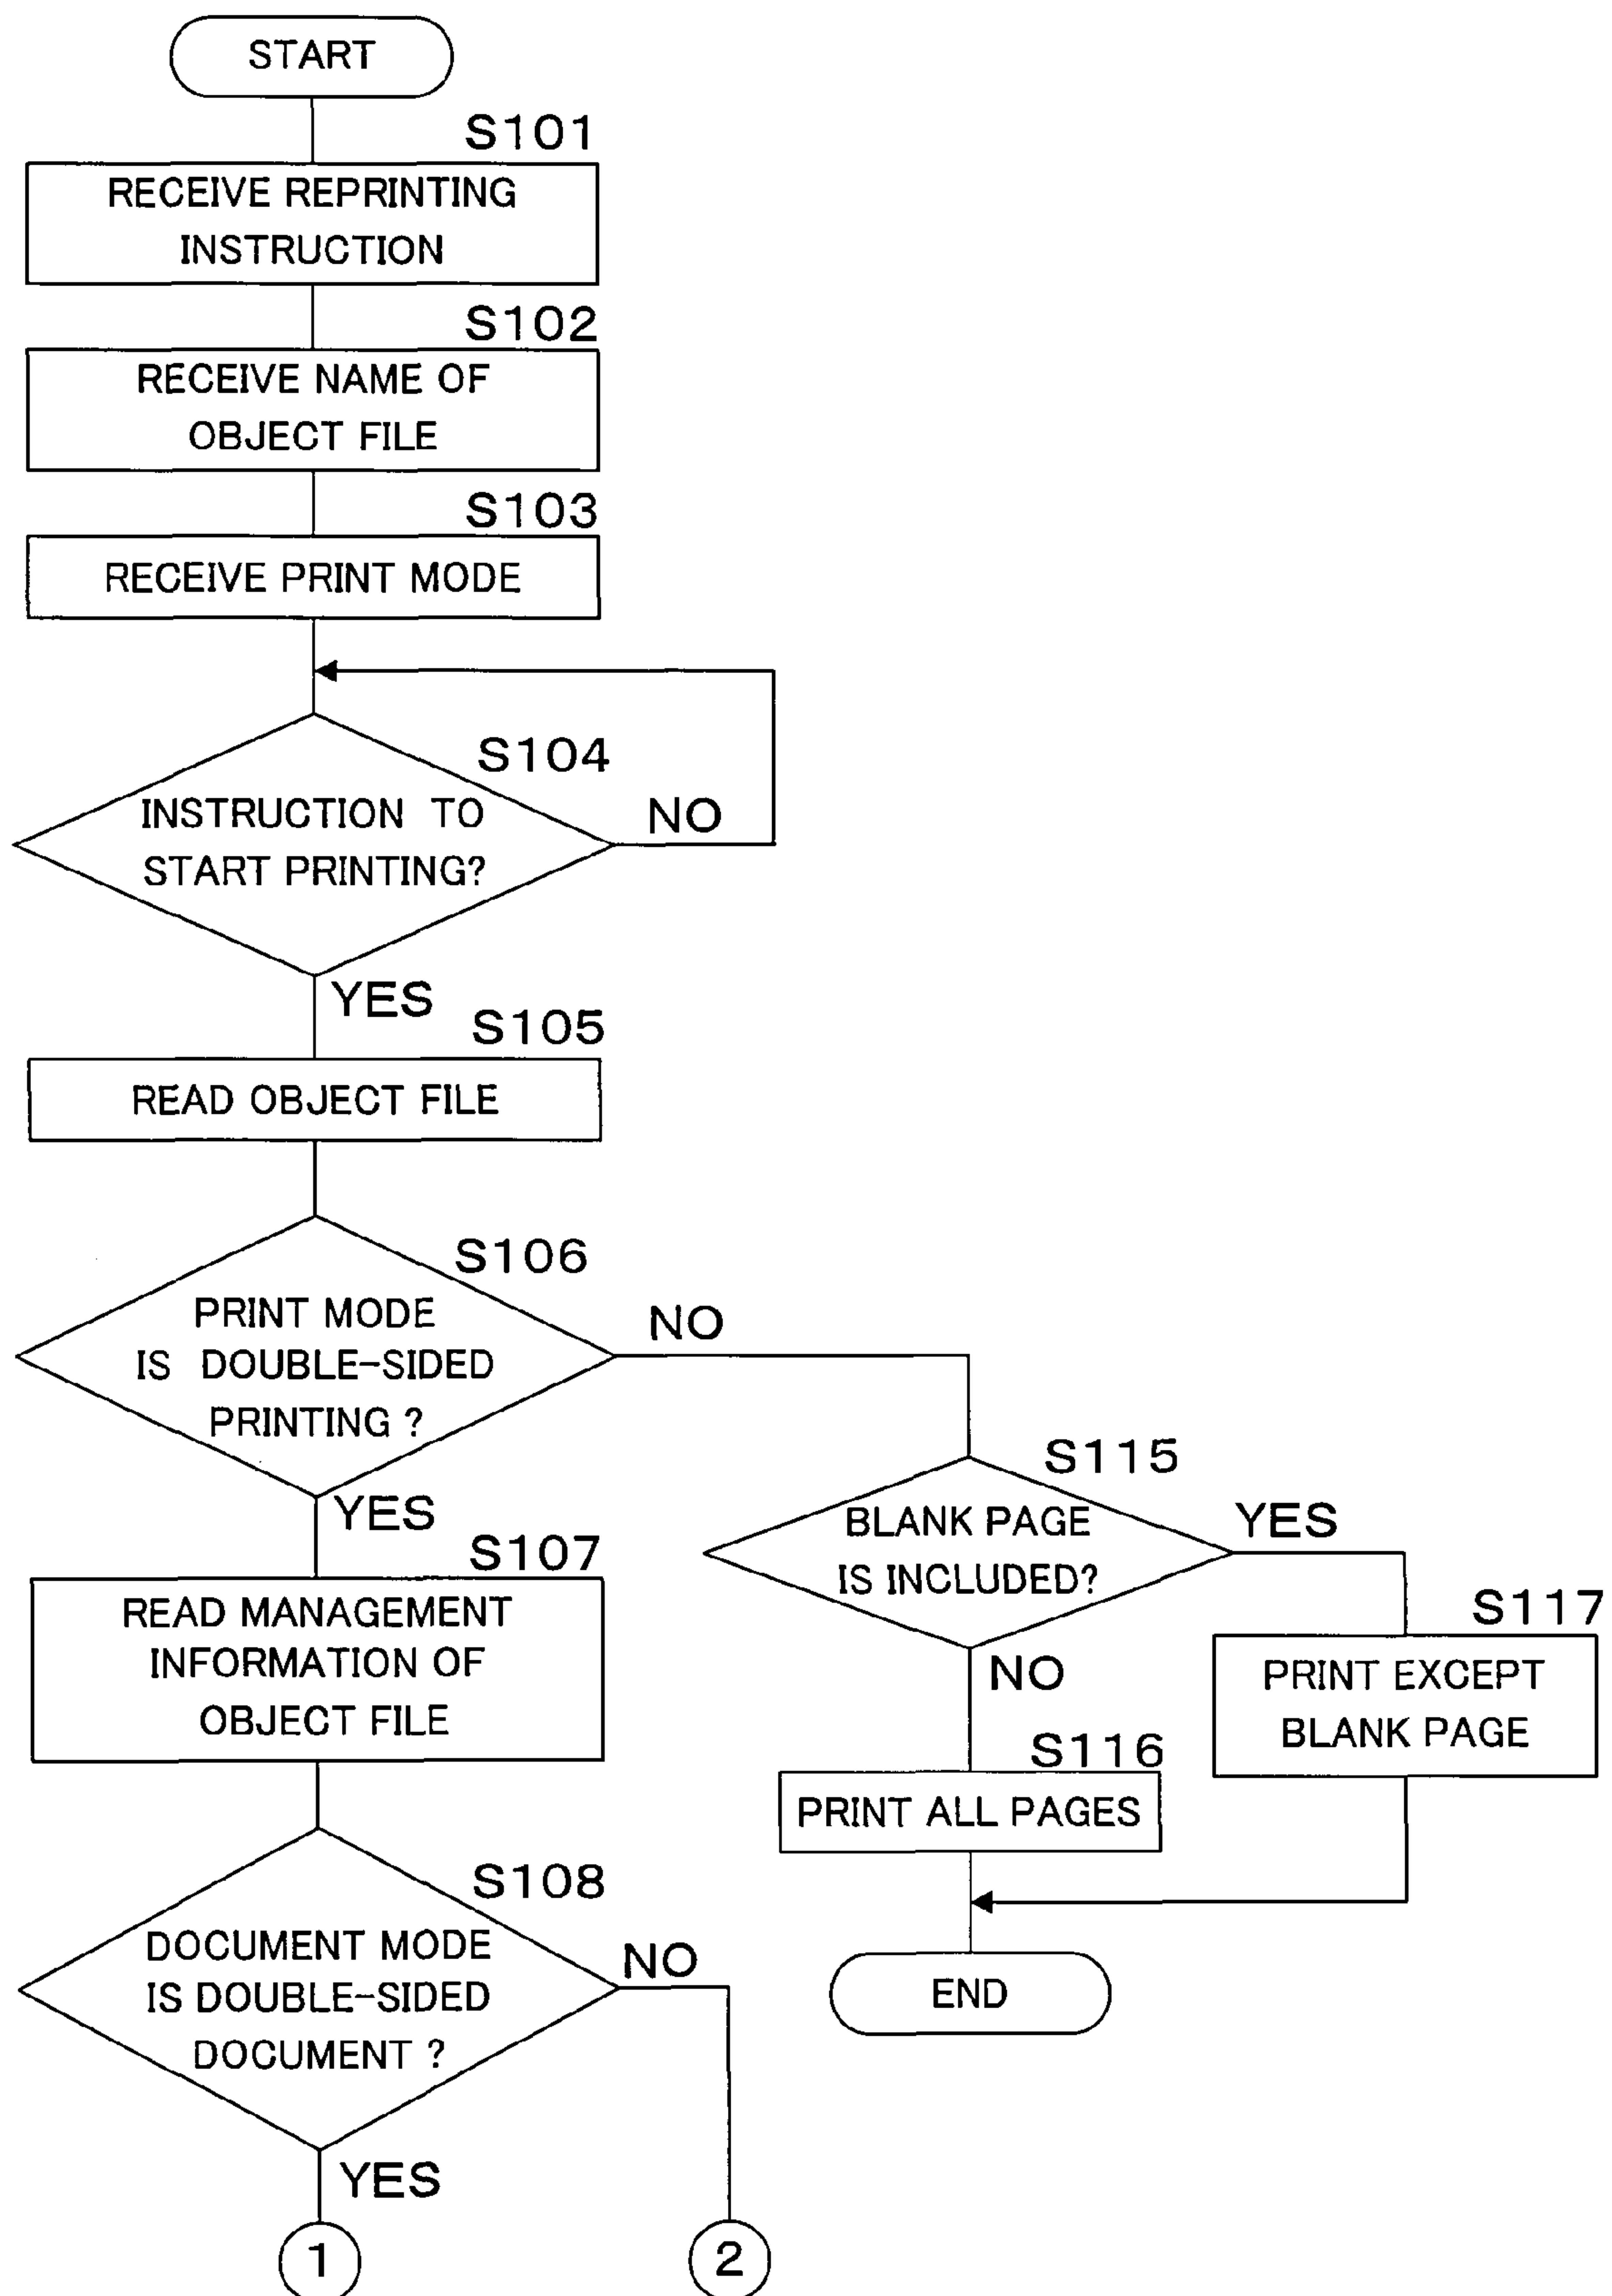 START
S101
RECEIVE REPRINTING
INSTRUCTION
S102
RECEIVE NAME OF
OBJECT FILE
S103
RECEIVE PRINT MODE
S104
INSTRUCTION TO
START PRINTING?
NO
YES
S105
READ OBJECT FILE
S106
PRINT MODE
IS DOUBLE-SIDED
PRINTING ?
NO
YES
S107
READ MANAGEMENT
INFORMATION OF
OBJECT FILE
S108
DOCUMENT MODE
IS DOUBLE-SIDED
DOCUMENT ?
NO
YES
1
2
S115
BLANK PAGE
IS INCLUDED?
YES
NO
S117
PRINT EXCEPT
BLANK PAGE
S116
PRINT ALL PAGES
END